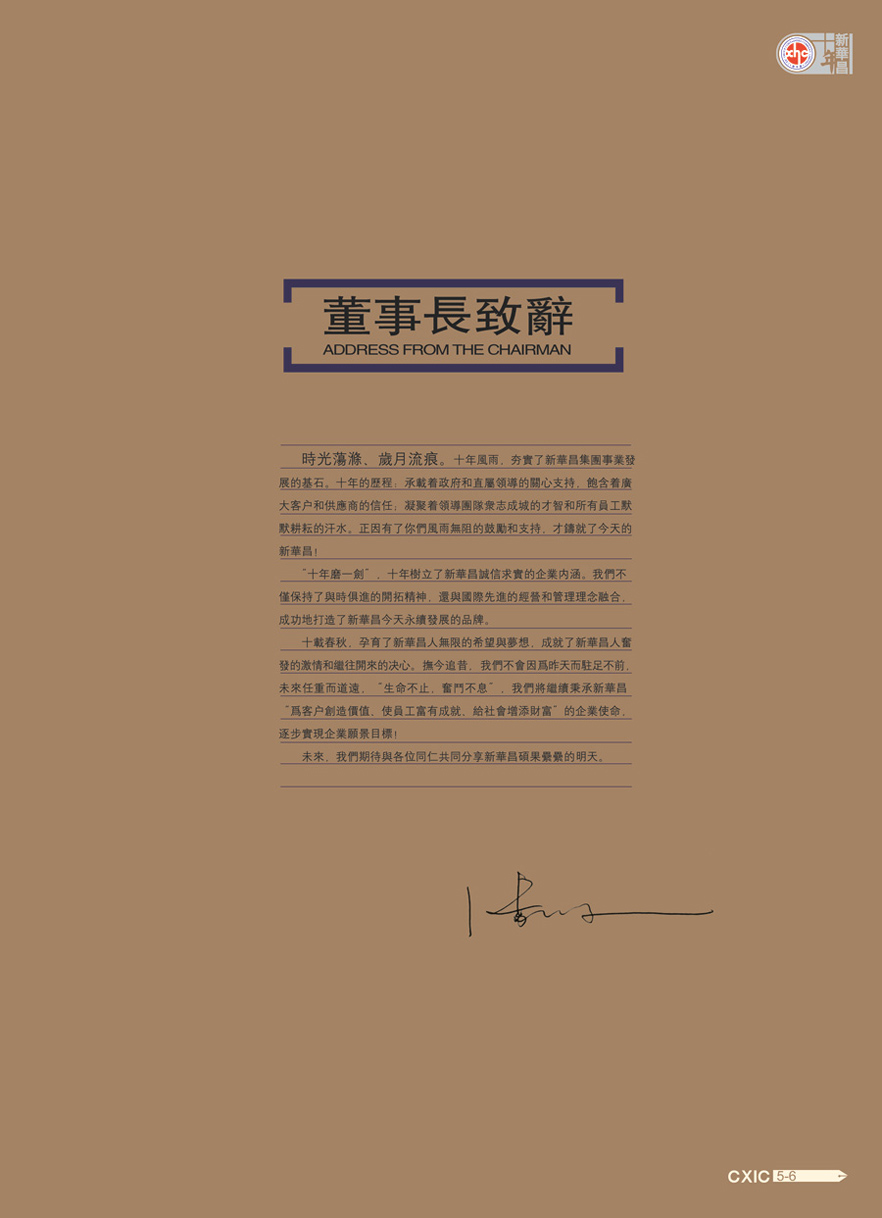 xhc 十年 新華昌
董事長致辭
ADDRESS FROM THE CHAIRMAN
時光蕩滌、歲月流痕。十年風雨，夯實了新華昌集團事業發
展的基石。十年的歷程；承載着政府和直屬領導的關心支持，飽含着廣
大客户和供應商的信任；凝聚着領導團隊衆志成城的才智和所有員工默
默耕耘的汗水。正因有了你們風雨無阻的鼓勵和支持，才鑄就了今天的
新華昌！
“十年磨一劍”，十年樹立了新華昌誠信求實的企業内涵。我們不
僅保持了與時俱進的開拓精神，還與國際先進的經營和管理理念融合，
成功地打造了新華昌今天永續發展的品牌。
十載春秋，孕育了新華昌人無限的希望與夢想，成就了新華昌人奮
發的激情和繼往開來的决心。撫今追昔，我們不會因爲昨天而駐足不前，
未來任重而道遠，“生命不止，奮鬥不息”，我們將繼續秉承新華昌
“爲客户創造價值、使員工富有成就、給社會增添財富”的企業使命，
逐步實現企業願景目標！
未來，我們期待與各位同仁共同分享新華昌碩果纍纍的明天。
CXIC 5-6